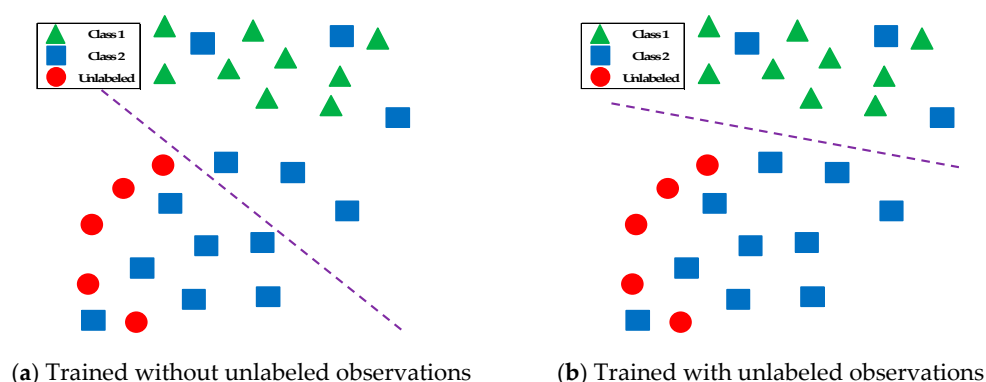 Class 1
Class 2
Unlabeled
Class 1
Class 2
Unlabeled
(a) Trained without unlabeled observations
(b) Trained with unlabeled observations